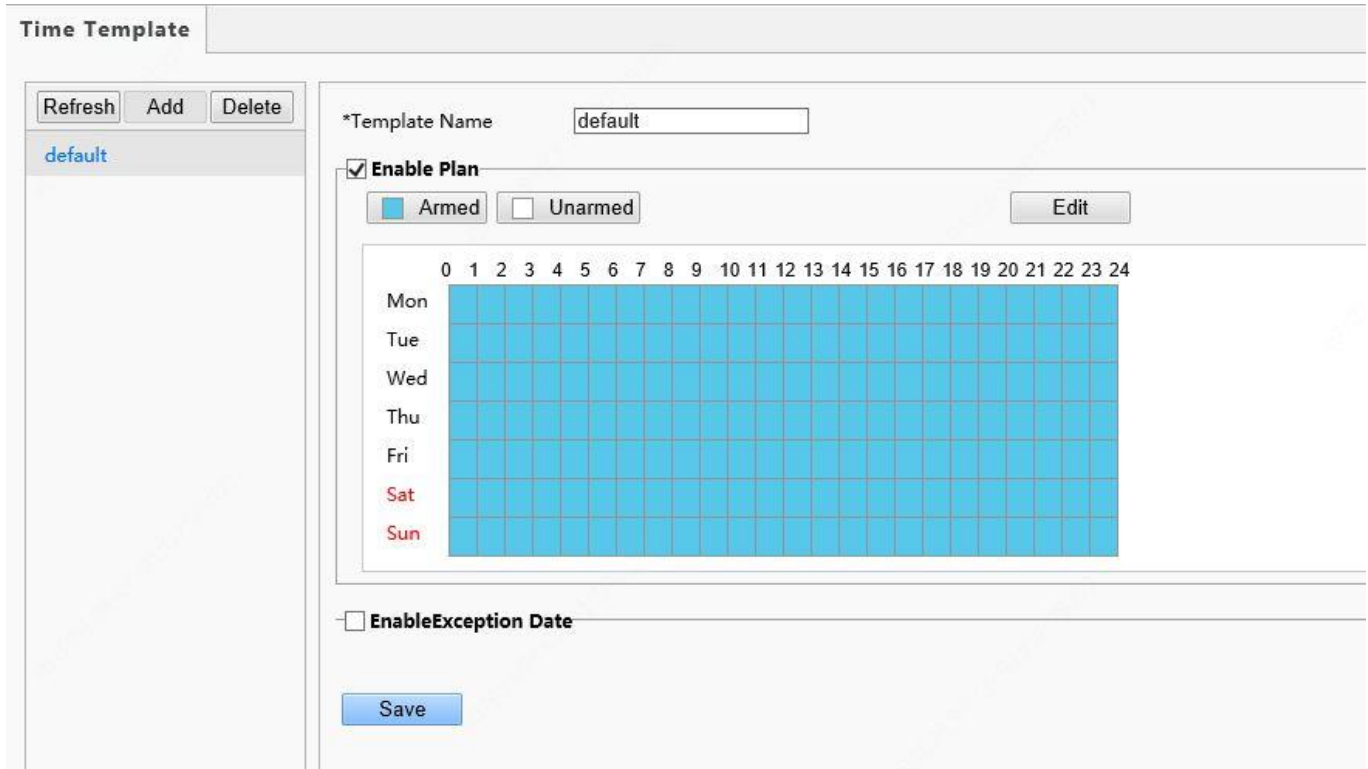 Time Template
Refresh Add Delete
default
*Template Name default
Enable Plan
Armed Unarmed Edit
0 1 2 3 4 5 6 7 8 9 10 11 12 13 14 15 16 17 18 19 20 21 22 23 24
Mon
Tue
Wed
Thu
Fri
Sat
Sun
EnableException Date
Save